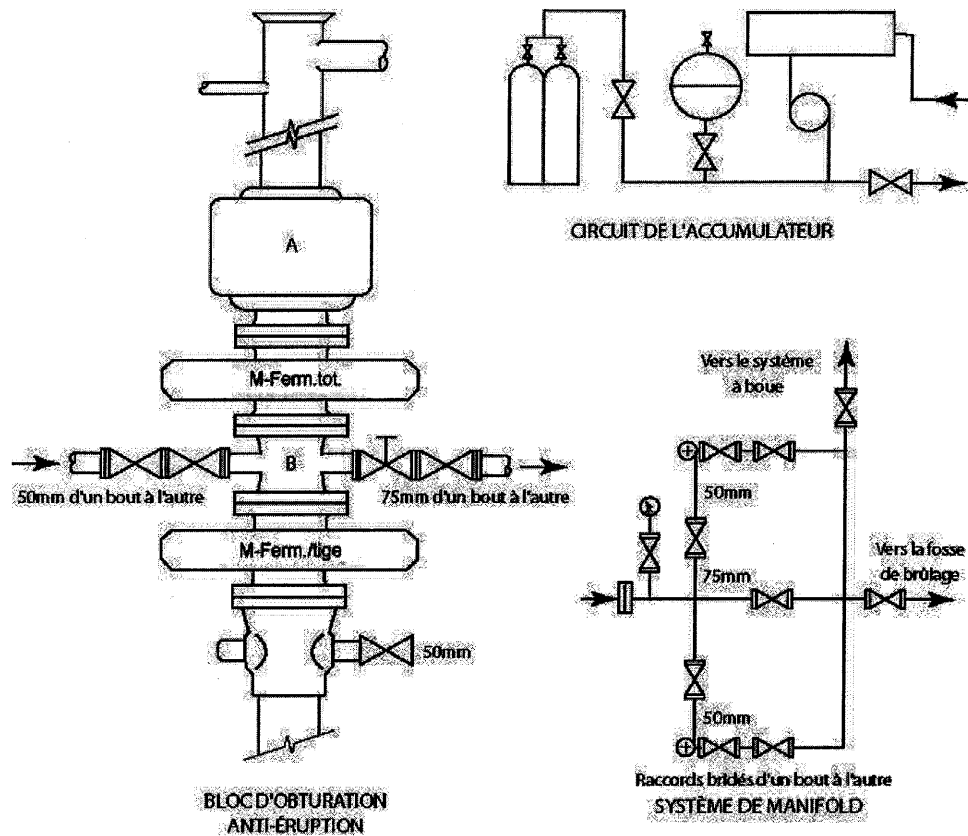 CIRCUIT DE L'ACCUMULATEUR
A
M-Ferm.tot.
B
50mm d'un bout à l'autre
75mm d'un bout à l'autre
M-Ferm./tige
50mm
BLOC D'OBTURATION
ANTI-ÉRUPTION
Vers le système
à boue
50mm
75mm
Vers la fosse
de brûlage
50mm
Raccords bridés d'un bout à l'autre
SYSTÈME DE MANIFOLD